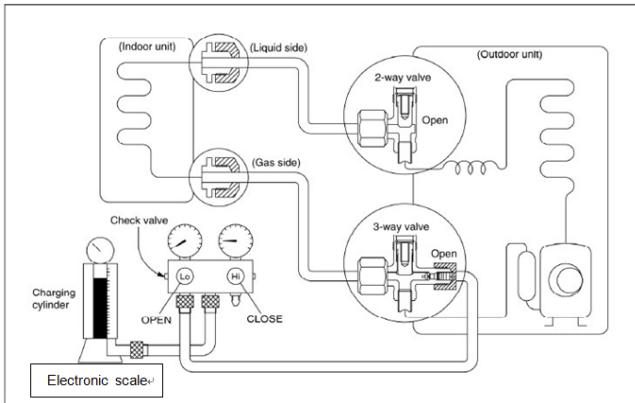 (Indoor unit)
(Liquid side)
2-way valve
(Outdoor unit)
Open
(Gas side)
3-way valve
Open
Check valve
Lo
Hi
Charging
cylinder
OPEN
CLOSE
Electronic scale